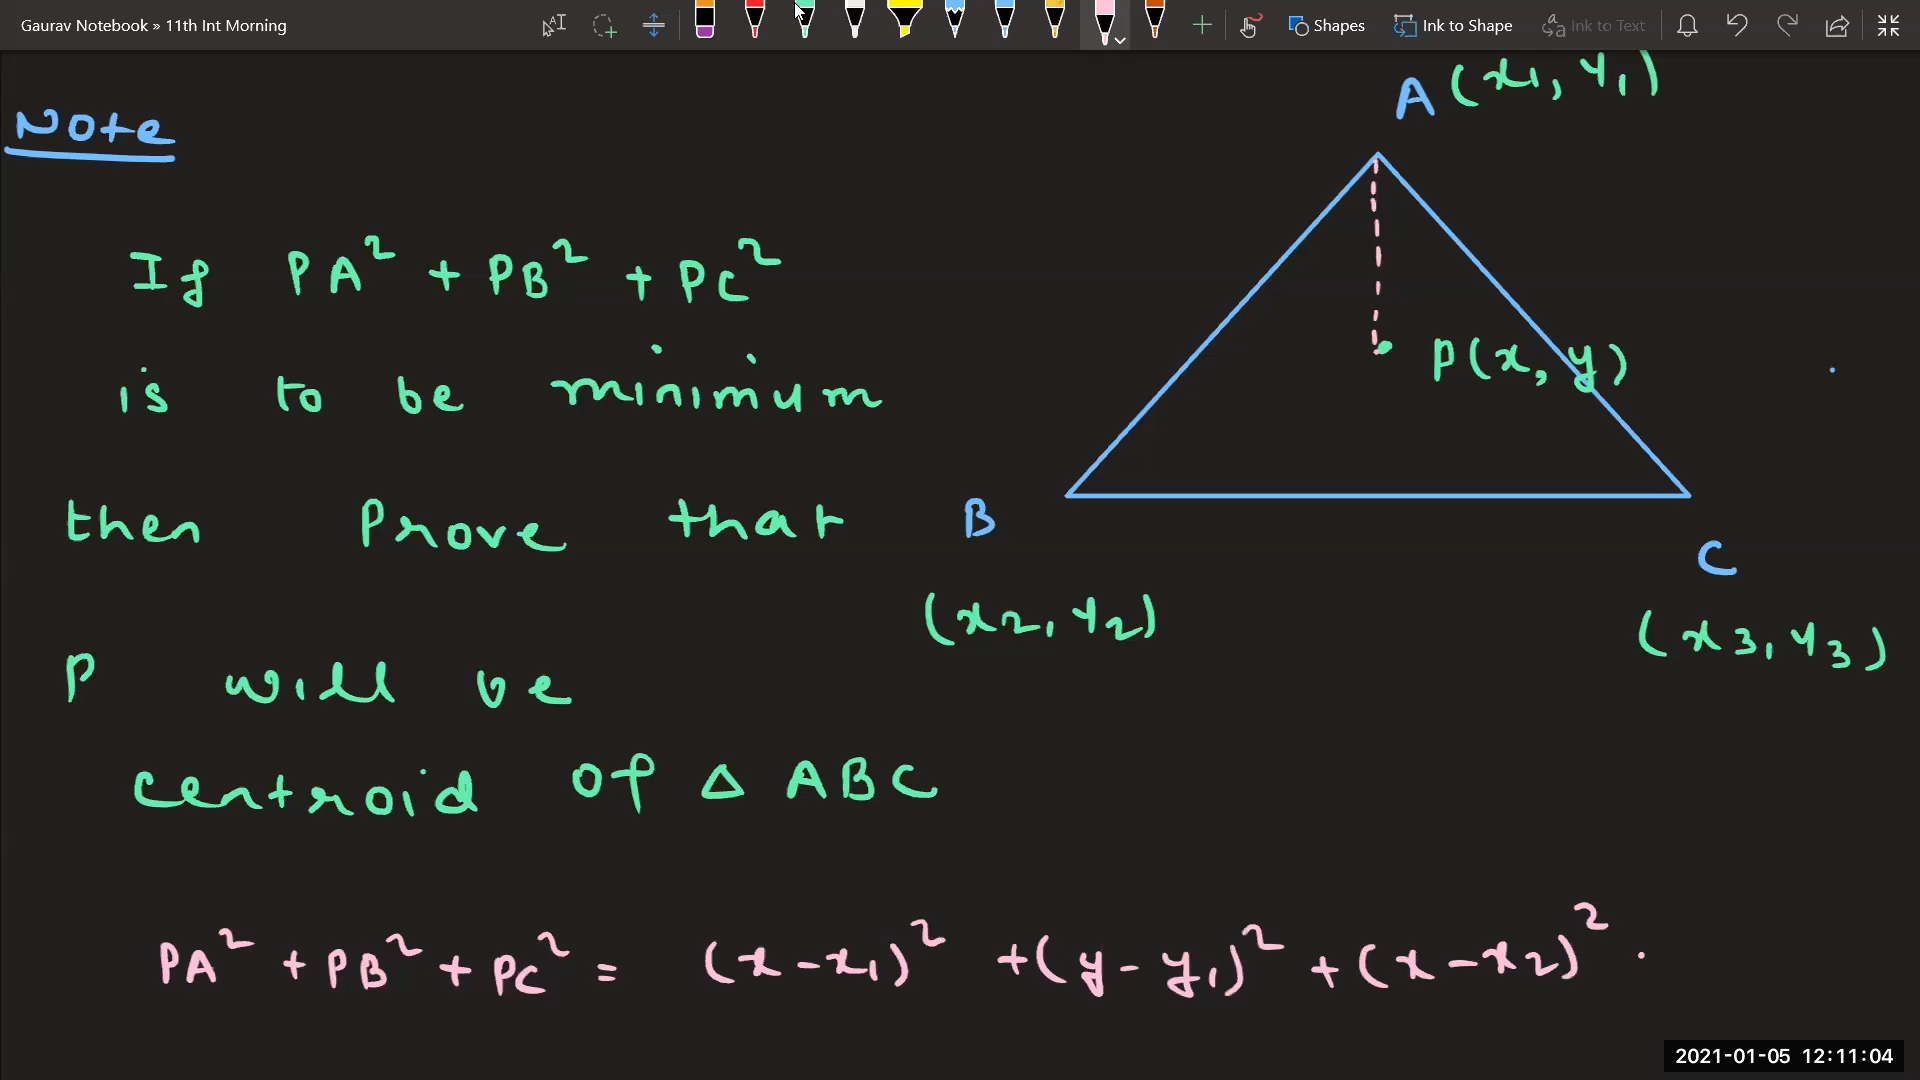 Gaurav Notebook » 11th Int Morning
Shapes
Ink to Shape
Ink to Text
Note
A (x1, y1)
If PA² + PB² + PC²
is to be minimum
P(x, y)
then Prove that
B
C
(x2, y2)
(x3, y3)
P will be
centroid of Δ ABC
PA² + PB² + PC² = (x - x1)² + (y - y1)² + (x - x2)² .
2021-01-05 12:11:04